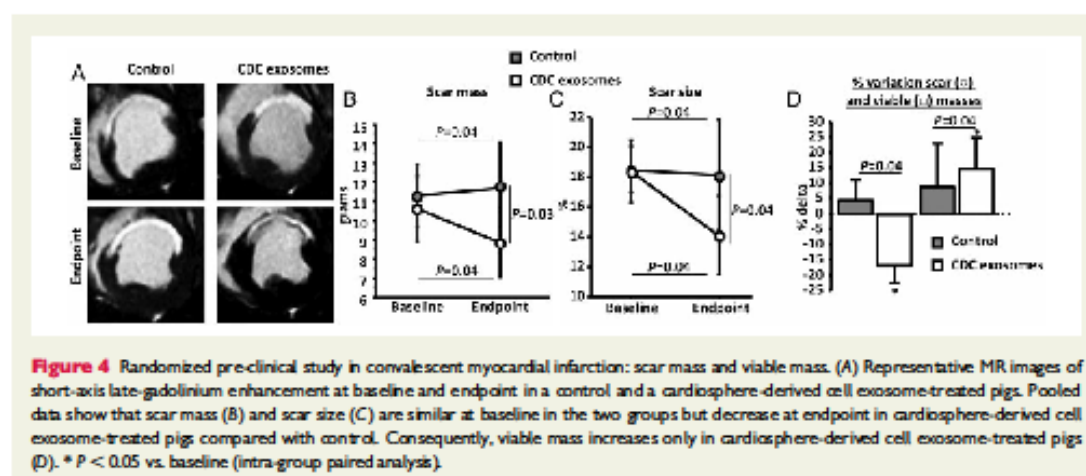 Control
CDC exosomes
A
Control
CDC exosomes
Baseline
Endpoint
B
Scar mass
grams
15
14
13
12
11
10
9
8
7
6
P=0.04
P=0.03
P=0.04
Baseline
Endpoint
C
Scar size
%
22
20
18
16
14
12
10
P=0.04
Baseline
Endpoint
D
% variation scar
and viable
masses
% delta
30
25
20
15
10
5
0
-5
-10
-15
-20
-25
P=0.04
*
*
Control
CDC exosomes
Figure 4 Randomized pre-clinical study in convalescent myocardial infarction: scar mass and viable mass. (A) Representative MR images of
short-axis late-gadolinium enhancement at baseline and endpoint in a control and a cardiosphere-derived cell exosome-treated pigs. Pooled
data show that scar mass (B) and scar size (C) are similar at baseline in the two groups but decrease at endpoint in cardiosphere-derived cell
exosome-treated pigs compared with control. Consequently, viable mass increases only in cardiosphere-derived cell exosome-treated pigs
(D). * P < 0.05 vs. baseline (intra-group paired analysis).